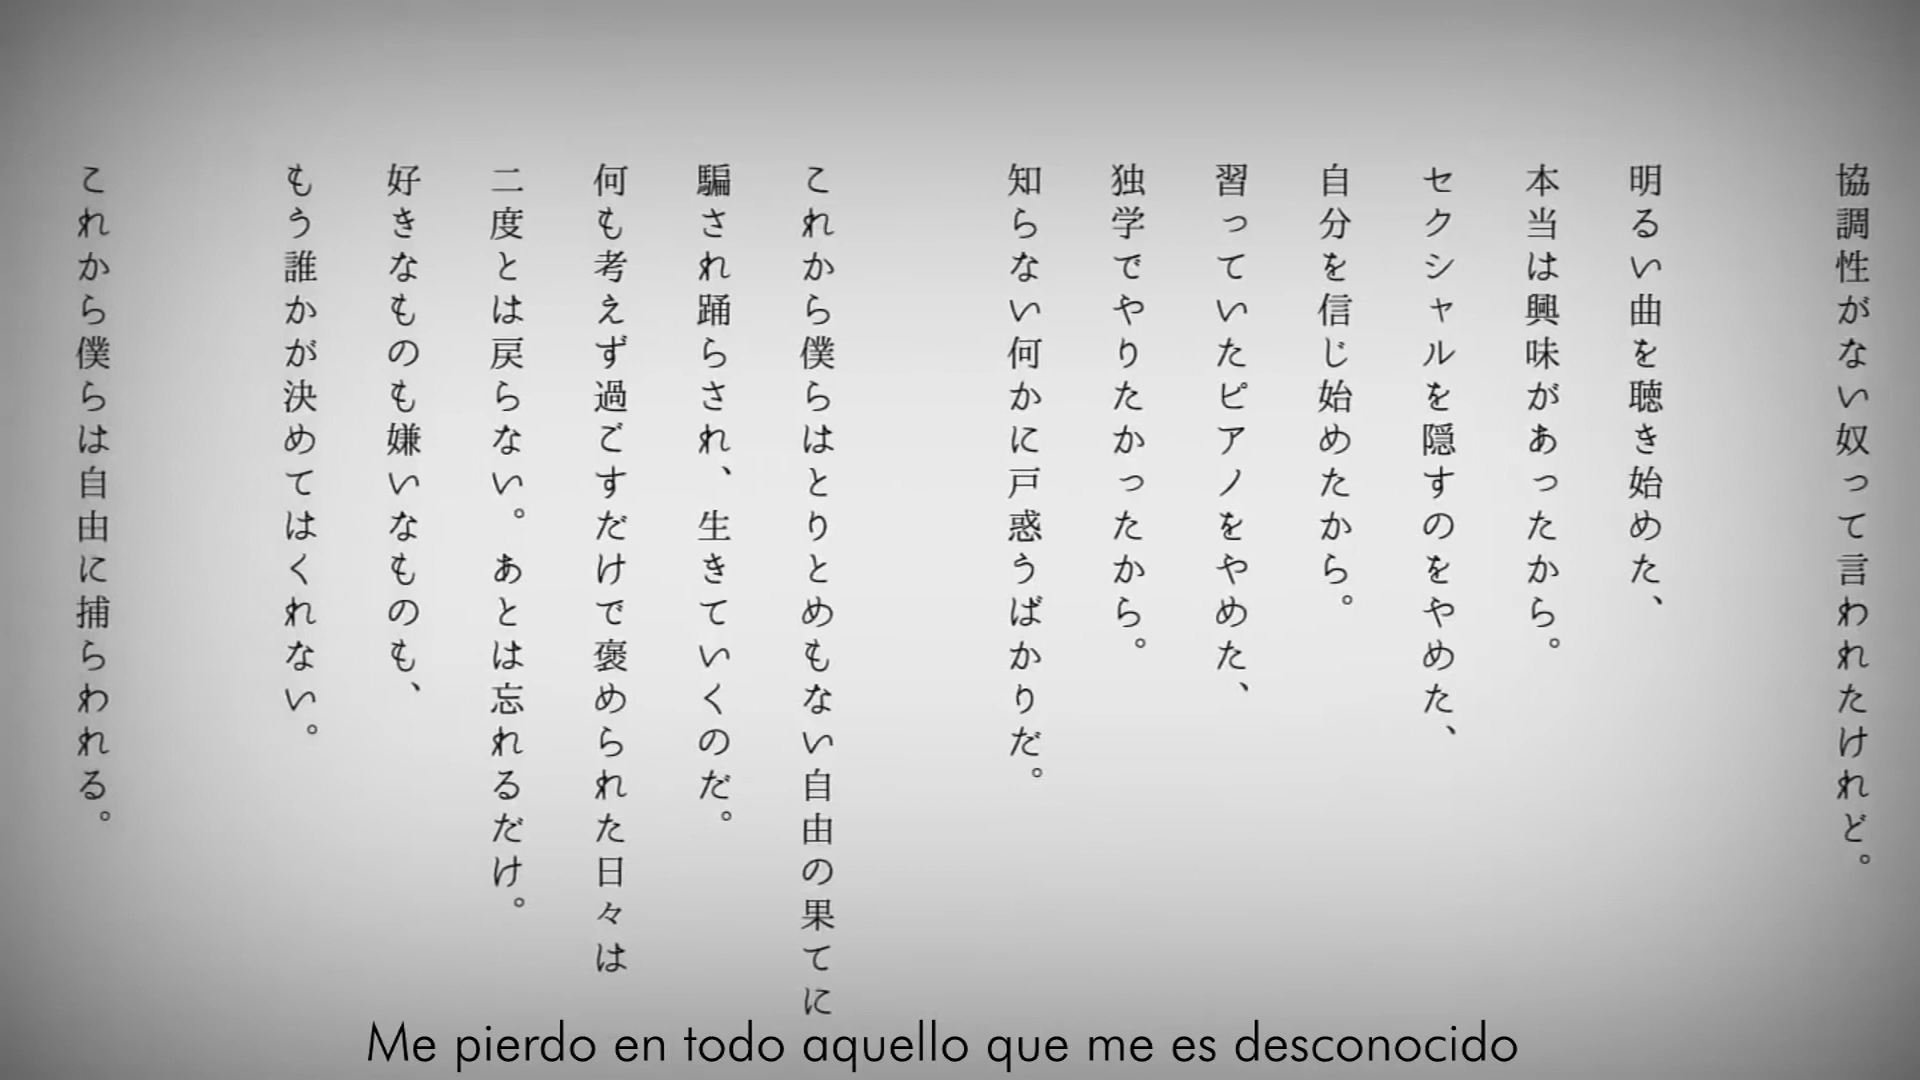 協調性がない奴って言われたけれど。
明るい曲を聴き始めた、
本当は興味があったから。
セクシャルを隠すのをやめた、
自分を信じ始めたから。
習っていたピアノをやめた、
独学でやりたかったから。
知らない何かに戸惑うばかりだ。
これから僕らはとりとめもない自由の果てに
騙され踊らされ、生きていくのだ。
何も考えず過ごすだけで褒められた日々は
二度とは戻らない。あとは忘れるだけ。
好きなものも嫌いなものも、
もう誰かが決めてはくれない。
これから僕らは自由に捕らわれる。
Me pierdo en todo aquello que me es desconocido